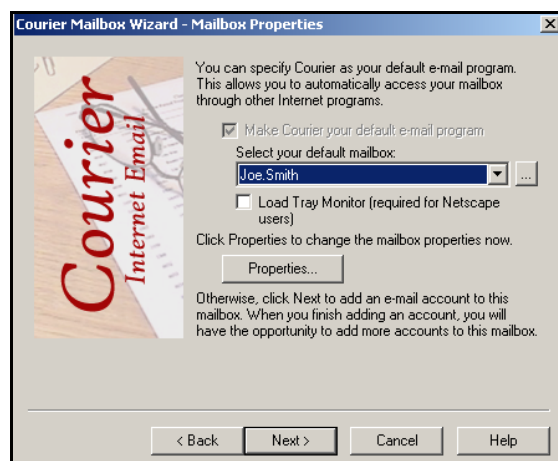 Courier Mailbox Wizard - Mailbox Properties
Courier
Internet Email
You can specify Courier as your default e-mail program.
This allows you to automatically access your mailbox
through other Internet programs.
Make Courier your default e-mail program
Select your default mailbox:
Joe.Smith
...
Load Tray Monitor (required for Netscape
users)
Click Properties to change the mailbox properties now.
Properties...
Otherwise, click Next to add an e-mail account to this
mailbox. When you finish adding an account, you will
have the opportunity to add more accounts to this mailbox.
< Back Next > Cancel Help